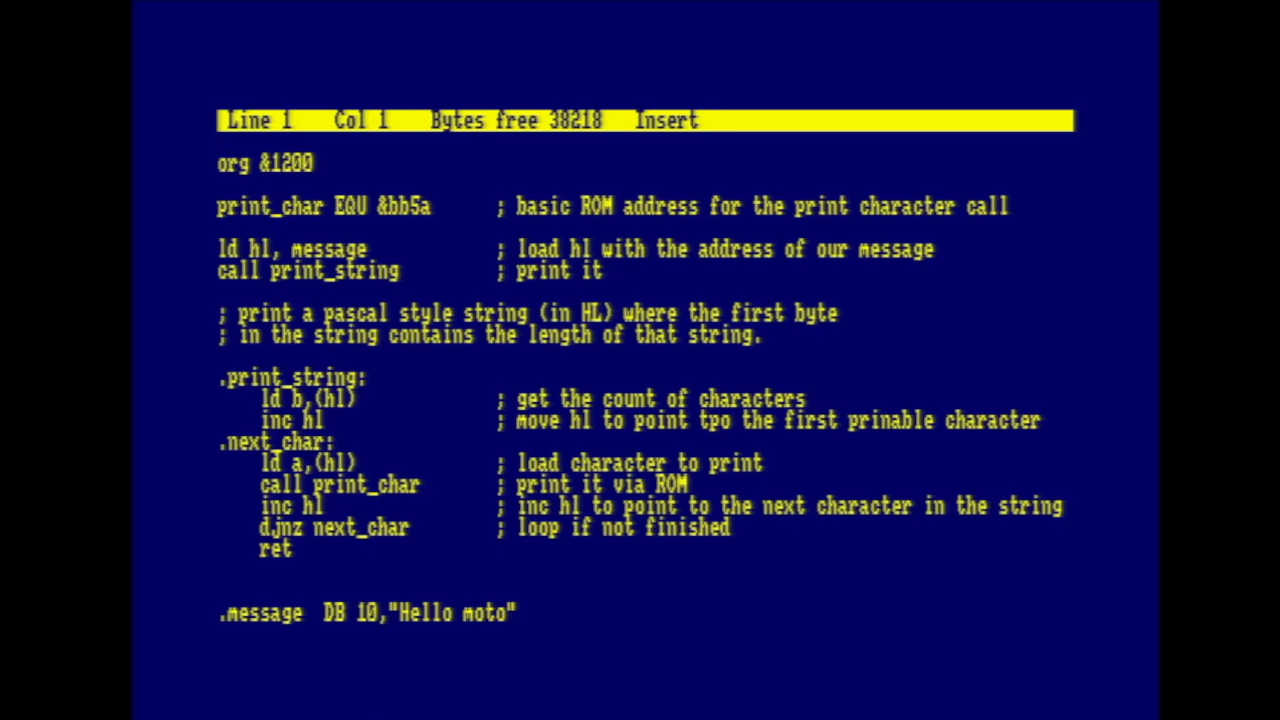 Line 1    Col 1    Bytes free 38218   Insert
org &1200
print_char EQU &bb5a      ; basic ROM address for the print character call
ld hl, message            ; load hl with the address of our message
call print_string         ; print it
; print a pascal style string (in HL) where the first byte
; in the string contains the length of that string.
.print_string:
    ld b,(hl)             ; get the count of characters
    inc hl                ; move hl to point tpo the first prinable character
.next_char:
    ld a,(hl)             ; load character to print
    call print_char       ; print it via ROM
    inc hl                ; inc hl to point to the next character in the string
    djnz next_char        ; loop if not finished
    ret
.message  DB 10,"Hello moto"